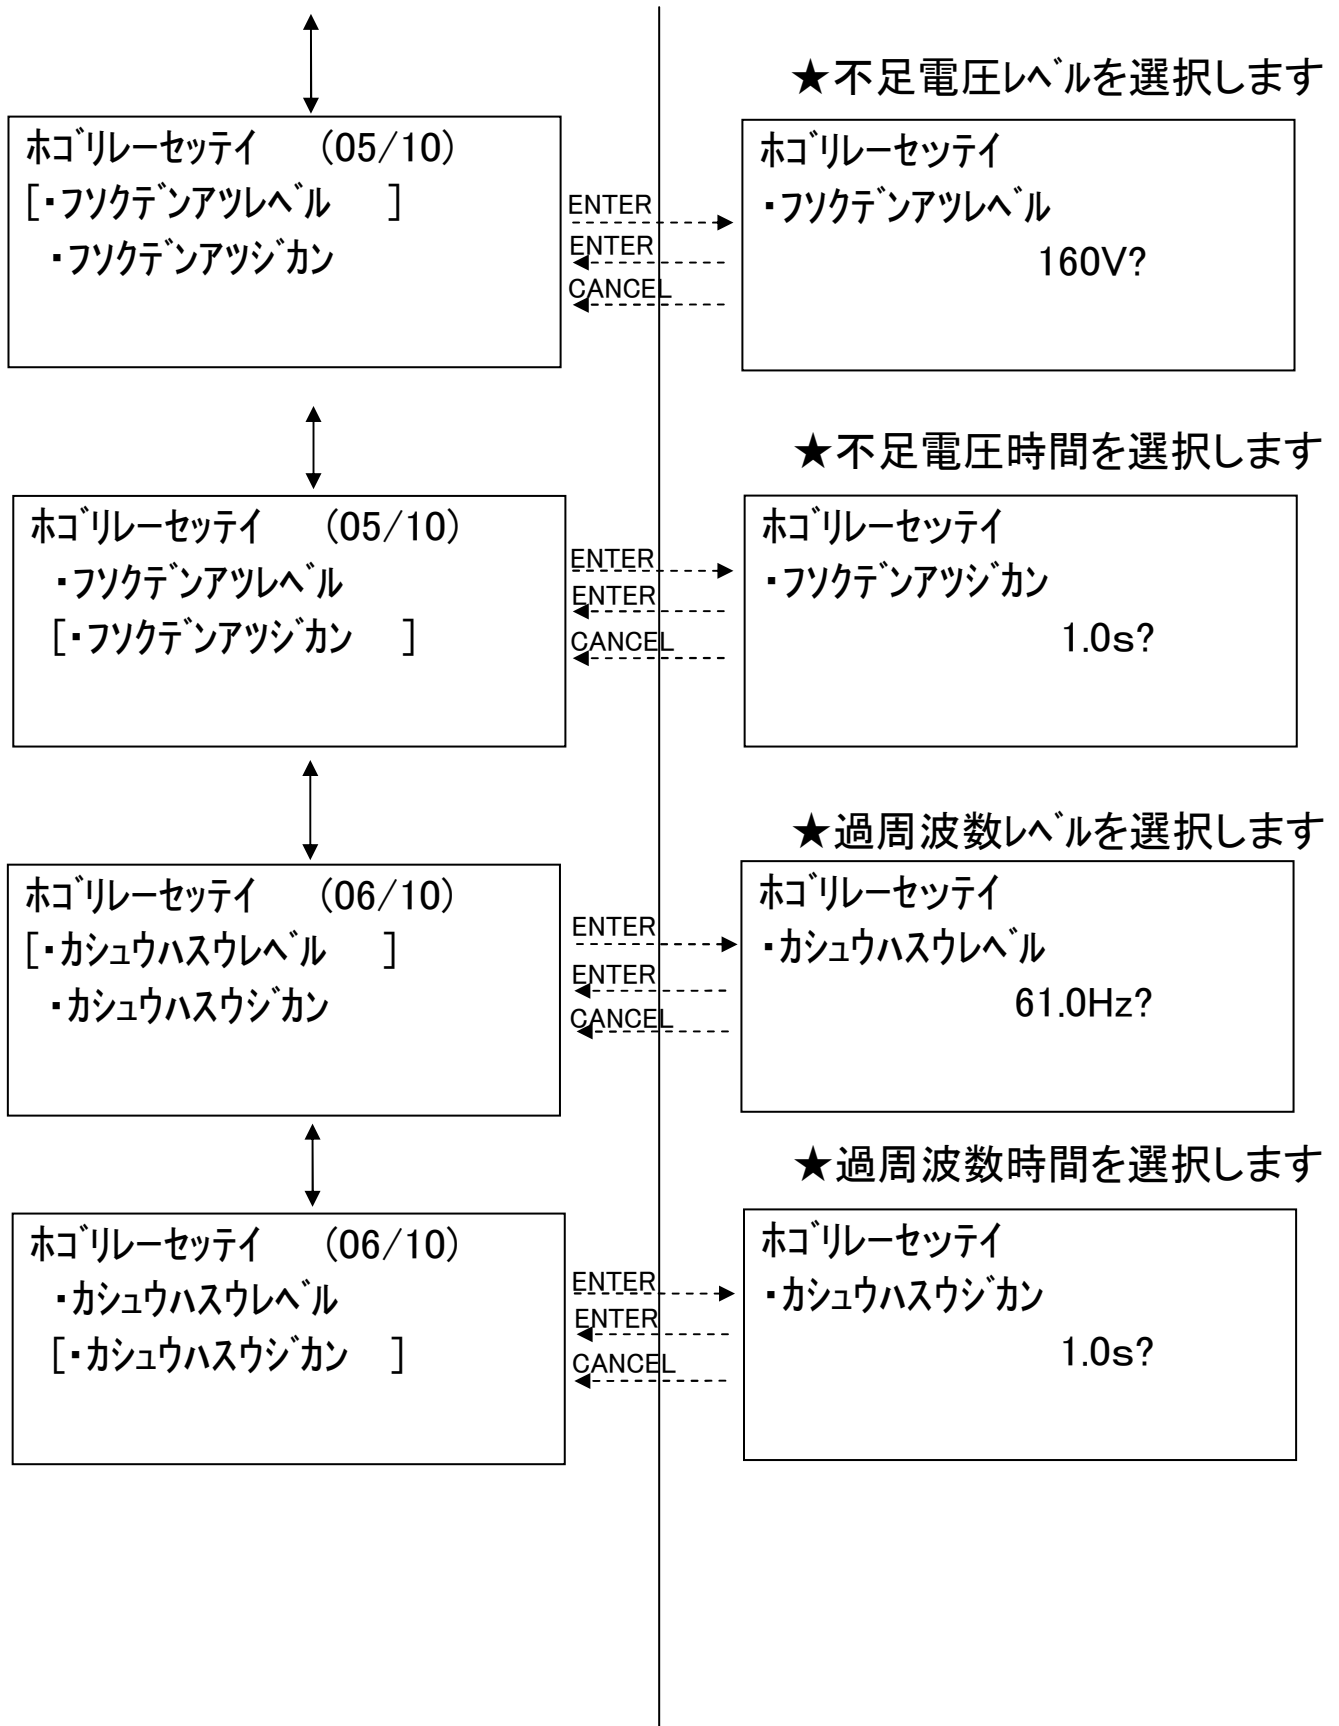 ★不足電圧ﾚﾍﾞﾙを選択します
ﾎｺﾞﾘﾚｰｾｯﾃｲ (05/10)
[・ﾌｿｸﾃﾞﾝｱﾂﾚﾍﾞﾙ ]
・ﾌｿｸﾃﾞﾝｱﾂｼﾞｶﾝ
ENTER
ENTER
CANCEL
ﾎｺﾞﾘﾚｰｾｯﾃｲ
・ﾌｿｸﾃﾞﾝｱﾂﾚﾍﾞﾙ
160V?
★不足電圧時間を選択します
ﾎｺﾞﾘﾚｰｾｯﾃｲ (05/10)
・ﾌｿｸﾃﾞﾝｱﾂﾚﾍﾞﾙ
[・ﾌｿｸﾃﾞﾝｱﾂｼﾞｶﾝ ]
ENTER
ENTER
CANCEL
ﾎｺﾞﾘﾚｰｾｯﾃｲ
・ﾌｿｸﾃﾞﾝｱﾂｼﾞｶﾝ
1.0s?
★過周波数ﾚﾍﾞﾙを選択します
ﾎｺﾞﾘﾚｰｾｯﾃｲ (06/10)
[・ｶｼｭｳﾊｽｳﾚﾍﾞﾙ ]
・ｶｼｭｳﾊｽｳｼﾞｶﾝ
ENTER
ENTER
CANCEL
ﾎｺﾞﾘﾚｰｾｯﾃｲ
・ｶｼｭｳﾊｽｳﾚﾍﾞﾙ
61.0Hz?
★過周波数時間を選択します
ﾎｺﾞﾘﾚｰｾｯﾃｲ (06/10)
・ｶｼｭｳﾊｽｳﾚﾍﾞﾙ
[・ｶｼｭｳﾊｽｳｼﾞｶﾝ ]
ENTER
ENTER
CANCEL
ﾎｺﾞﾘﾚｰｾｯﾃｲ
・ｶｼｭｳﾊｽｳｼﾞｶﾝ
1.0s?